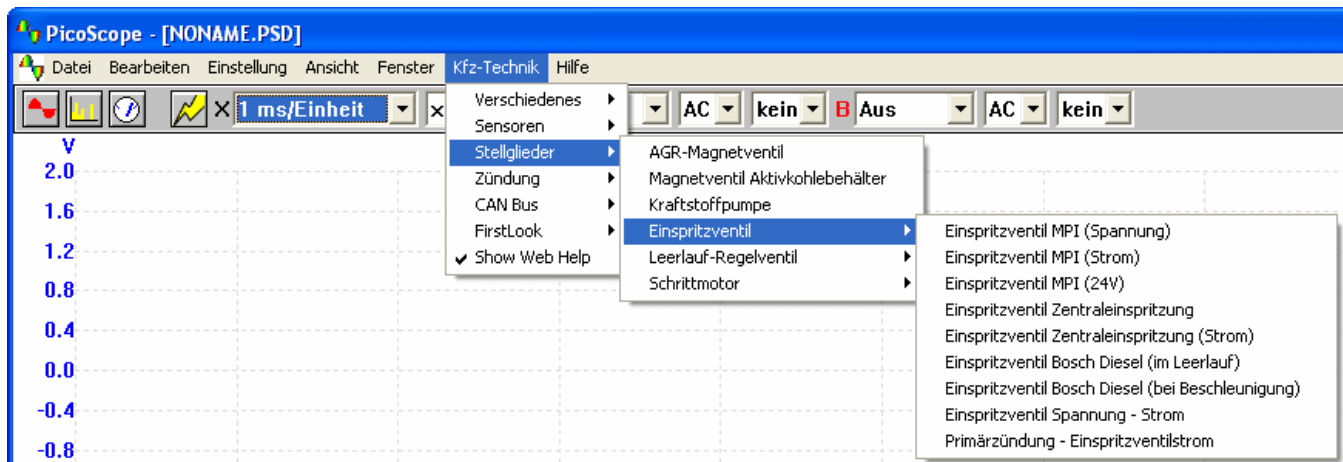 PicoScope - [NONAME.PSD]
Datei Bearbeiten Einstellung Ansicht Fenster Kfz-Technik Hilfe
X 1 ms/Einheit x AC kein B Aus AC kein
Verschiedenes
Sensoren
Stellglieder
Zündung
CAN Bus
FirstLook
Show Web Help
AGR-Magnetventil
Magnetventil Aktivkohlebehälter
Kraftstoffpumpe
Einspritzventil
Leerlauf-Regelventil
Schrittmotor
Einspritzventil MPI (Spannung)
Einspritzventil MPI (Strom)
Einspritzventil MPI (24V)
Einspritzventil Zentraleinspritzung
Einspritzventil Zentraleinspritzung (Strom)
Einspritzventil Bosch Diesel (im Leerlauf)
Einspritzventil Bosch Diesel (bei Beschleunigung)
Einspritzventil Spannung - Strom
Primärzündung - Einspritzventilstrom
V
2.0
1.6
1.2
0.8
0.4
0.0
-0.4
-0.8